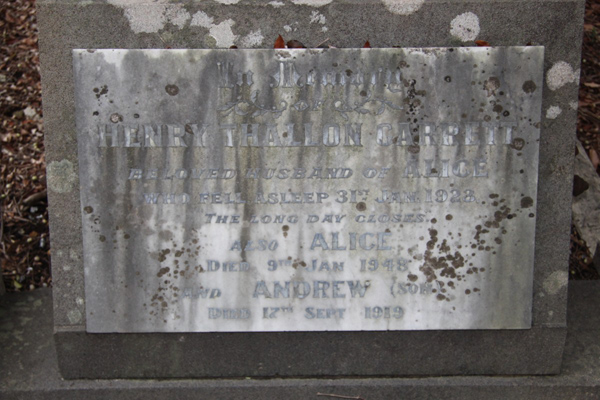 In Memory
OF
HENRY THALLON GARRETT
BELOVED HUSBAND OF ALICE
WHO FELL ASLEEP 31ST JAN. 1928.
THE LONG DAY CLOSES.
ALSO ALICE
DIED 9TH JAN 1948
AND ANDREW (SON)
DIED 17TH SEPT 1919